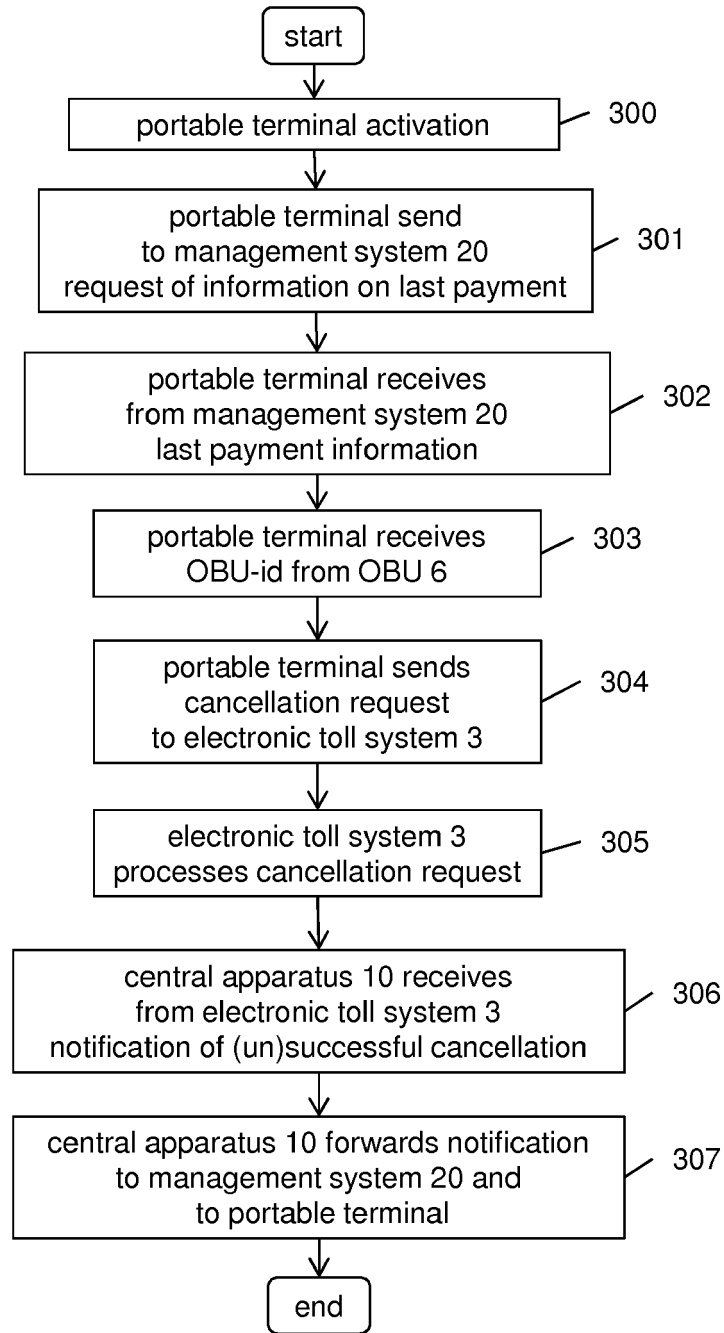 start
portable terminal activation
300
portable terminal send
to management system 20
request of information on last payment
301
portable terminal receives
from management system 20
last payment information
302
portable terminal receives
OBU-id from OBU 6
303
portable terminal sends
cancellation request
to electronic toll system 3
304
electronic toll system 3
processes cancellation request
305
central apparatus 10 receives
from electronic toll system 3
notification of (un)successful cancellation
306
central apparatus 10 forwards notification
to management system 20 and
to portable terminal
307
end